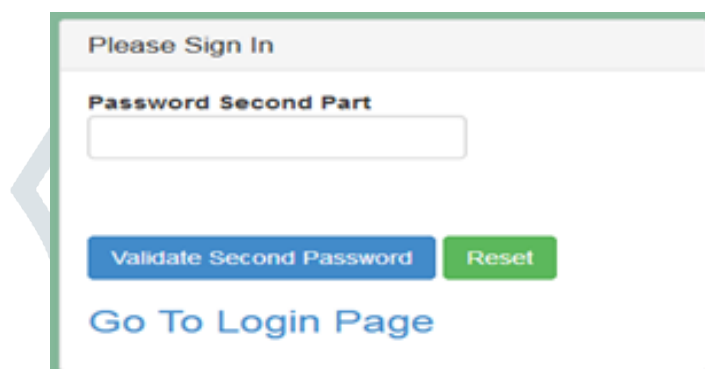 Please Sign In
Password Second Part
Validate Second Password Reset
Go To Login Page